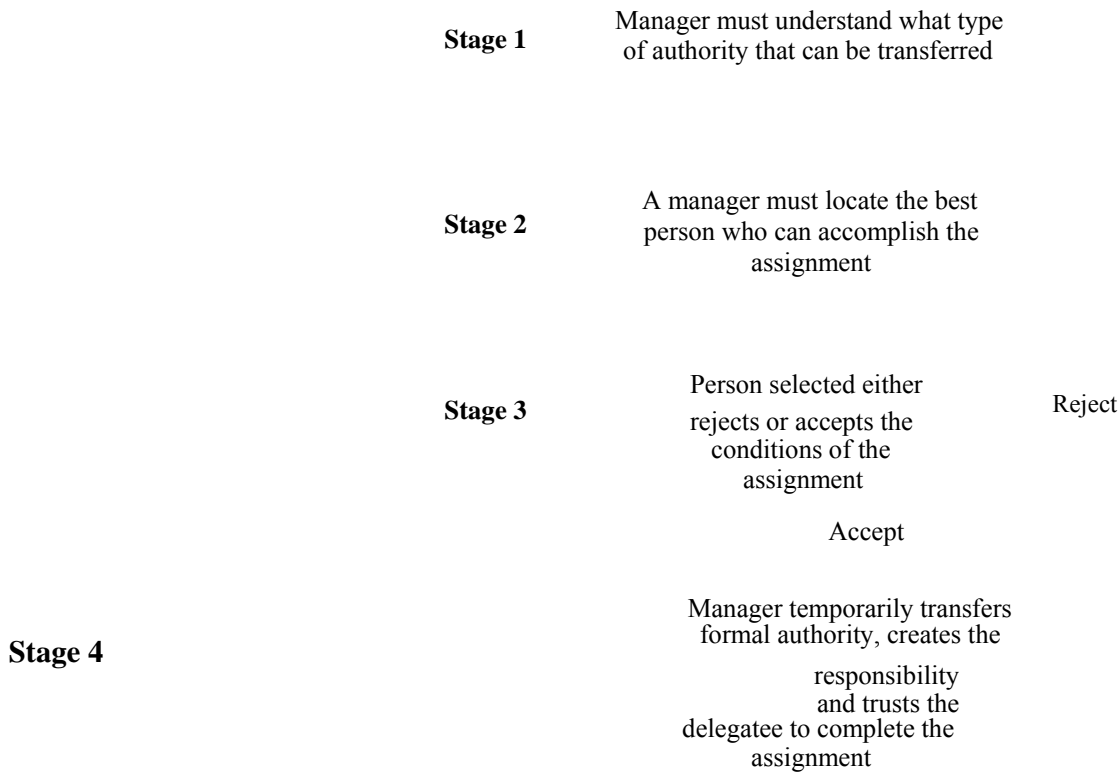 Stage 1
Manager must understand what type
of authority that can be transferred
Stage 2
A manager must locate the best
person who can accomplish the
assignment
Stage 3
Person selected either
rejects or accepts the
conditions of the
assignment
Reject
Accept
Stage 4
Manager temporarily transfers
formal authority, creates the
responsibility
and trusts the
delegatee to complete the
assignment